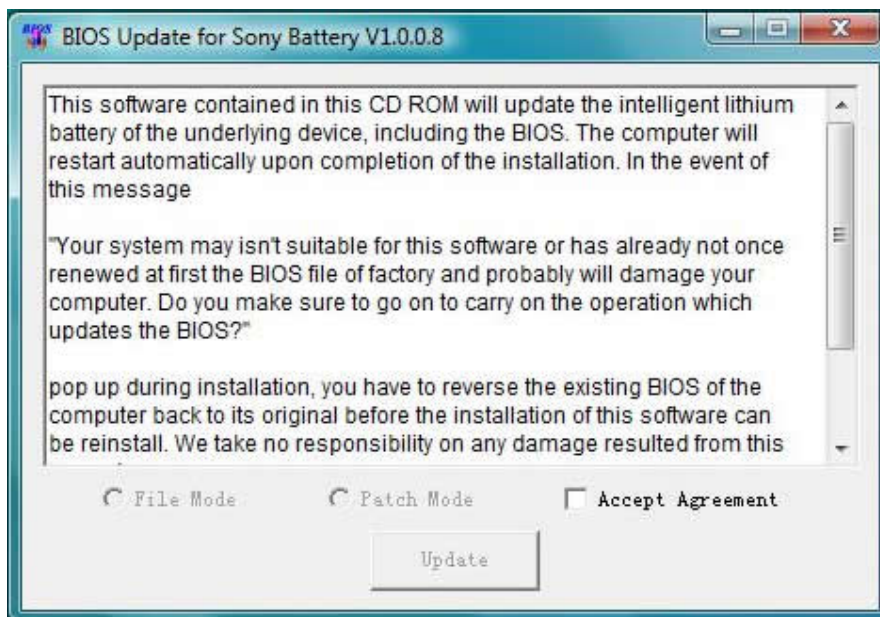 BIOS
BIOS Update for Sony Battery V1.0.0.8
This software contained in this CD ROM will update the intelligent lithium
battery of the underlying device, including the BIOS. The computer will
restart automatically upon completion of the installation. In the event of
this message
"Your system may isn't suitable for this software or has already not once
renewed at first the BIOS file of factory and probably will damage your
computer. Do you make sure to go on to carry on the operation which
updates the BIOS?"
pop up during installation, you have to reverse the existing BIOS of the
computer back to its original before the installation of this software can
be reinstall. We take no responsibility on any damage resulted from this
File Mode
Patch Mode
Accept Agreement
Update